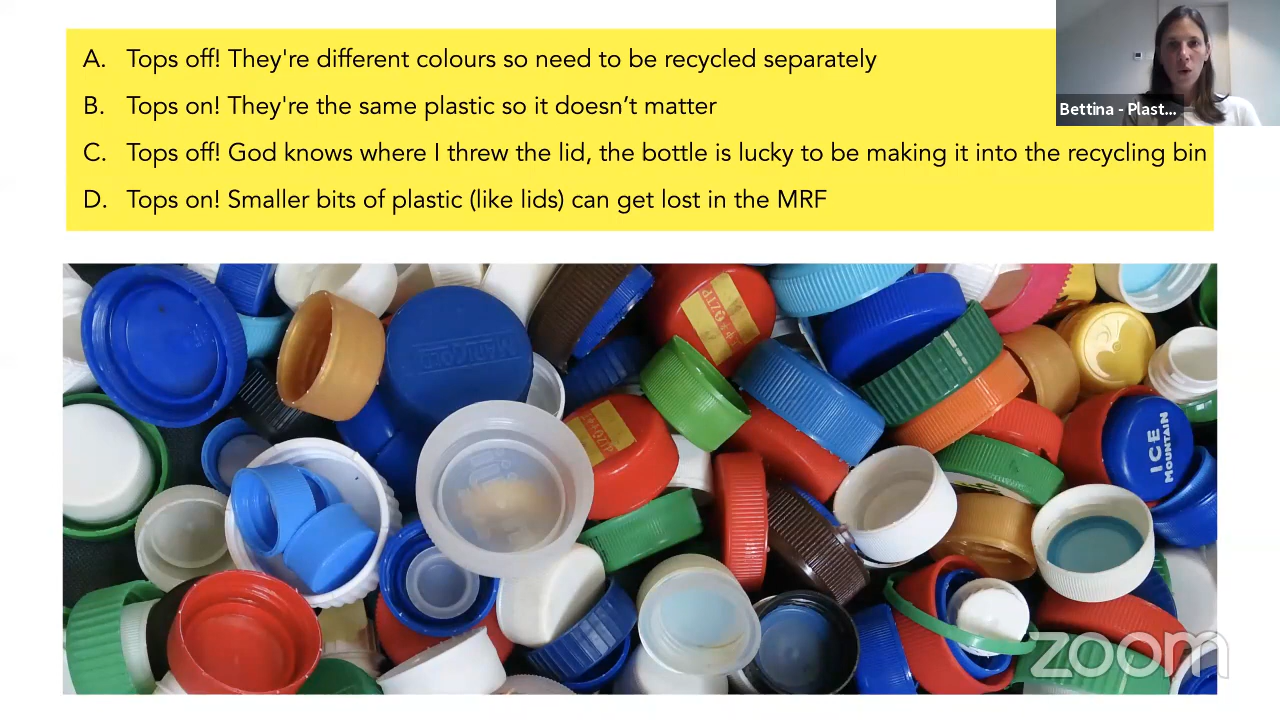 A. Tops off! They're different colours so need to be recycled separately
B. Tops on! They're the same plastic so it doesn’t matter
C. Tops off! God knows where I threw the lid, the bottle is lucky to be making it into the recycling bin
D. Tops on! Smaller bits of plastic (like lids) can get lost in the MRF
Bettina - Plast...
ICE
MOUNTAIN
zoom